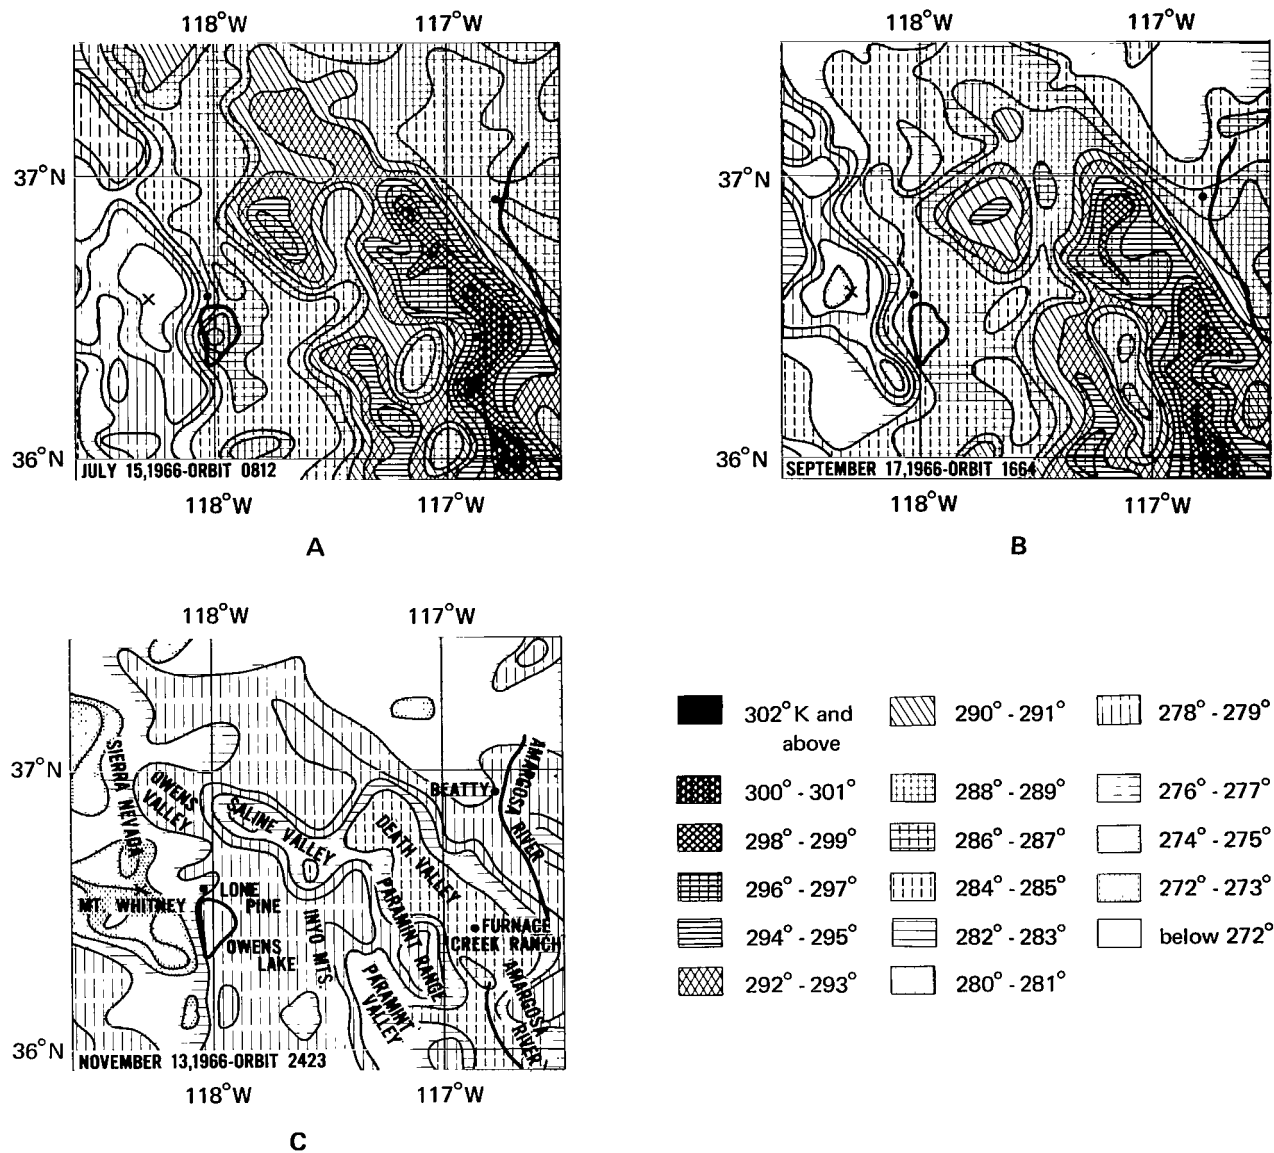 118°W 117°W
37°N
36°N
JULY 15,1966-ORBIT 0812
118°W 117°W
A
118°W 117°W
37°N
36°N
SEPTEMBER 17,1966-ORBIT 1664
118°W 117°W
B
118°W 117°W
37°N
36°N
SIERRA NEVADA
OWENS
VALLEY
SALINE VALLEY
DEATH VALLEY
BEATTY
AMARGOSA
RIVER
MT. WHITNEY
LONE
PINE
OWENS
LAKE
INYO MTS.
PARAMINT RANGE
PARAMINT
VALLEY
FURNACE
CREEK RANCH
AMARGOSA
RIVER
NOVEMBER 13,1966-ORBIT 2423
118°W 117°W
C
302°K and
above
300° - 301°
298° - 299°
296° - 297°
294° - 295°
292° - 293°
290° - 291°
288° - 289°
286° - 287°
284° - 285°
282° - 283°
280° - 281°
278° - 279°
276° - 277°
274° - 275°
272° - 273°
below 272°